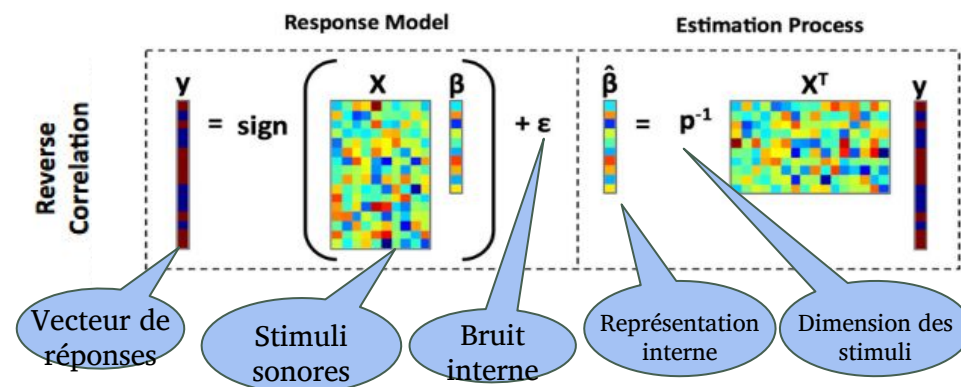 Response Model
Estimation Process
Reverse
Correlation
y = sign ( X β ) + ε
β̂ = p⁻¹ Xᵀ y
Vecteur de
réponses
Stimuli
sonores
Bruit
interne
Représentation
interne
Dimension des
stimuli